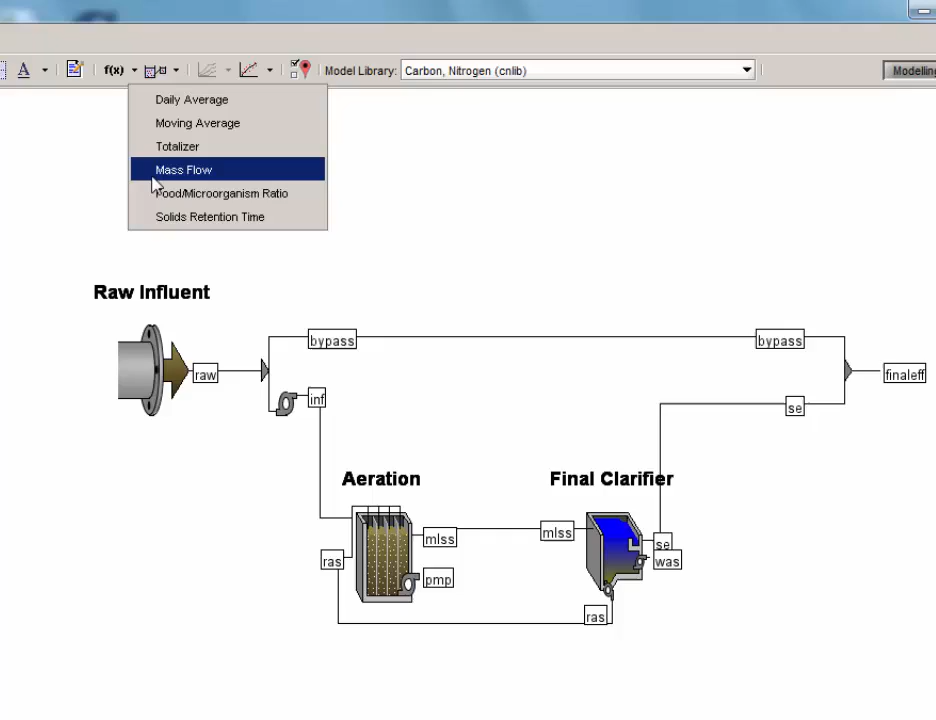 A
f(x)
Model Library:
Carbon, Nitrogen (cnlib)
Modelling
Daily Average
Moving Average
Totalizer
Mass Flow
Food/Microorganism Ratio
Solids Retention Time
Raw Influent
bypass
bypass
raw
finaleff
inf
se
Aeration
Final Clarifier
mlss
mlss
se
ras
was
pmp
ras